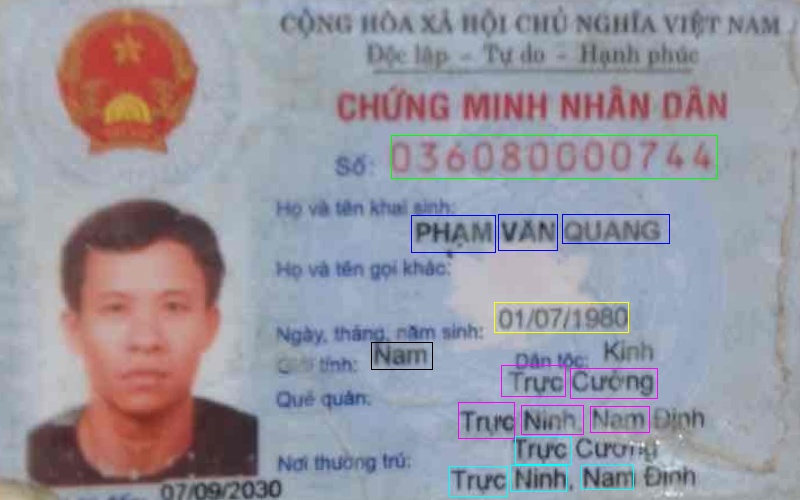 CỘNG HÒA XÃ HỘI CHỦ NGHĨA VIỆT NAM
Độc lập - Tự do - Hạnh phúc
CHỨNG MINH NHÂN DÂN
Số: 036080000744
Họ và tên khai sinh:
PHẠM VĂN QUANG
Họ và tên gọi khác:
Ngày, tháng, năm sinh: 01/07/1980
Giới tính: Nam Dân tộc: Kinh
Quê quán: Trực Cường
Trực Ninh, Nam Định
Nơi thường trú: Trực Cường
Trực Ninh, Nam Định
07/09/2030